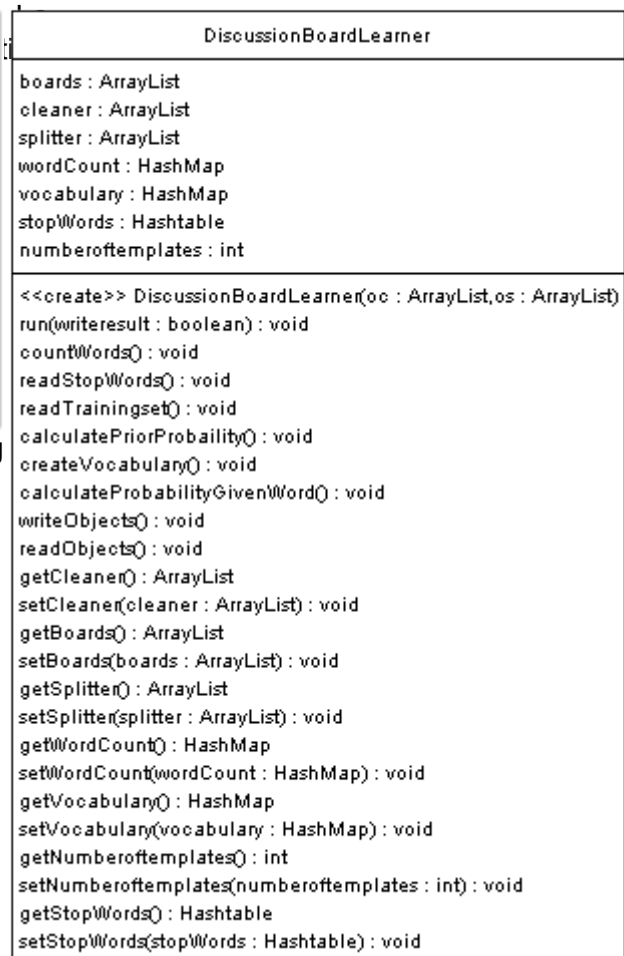 DiscussionBoardLearner
boards : ArrayList
cleaner : ArrayList
splitter : ArrayList
wordCount : HashMap
vocabulary : HashMap
stopWords : Hashtable
numberoftemplates : int
<<create>> DiscussionBoardLearner(oc : ArrayList,os : ArrayList)
run(writeresult : boolean) : void
countWords() : void
readStopWords() : void
readTrainingset() : void
calculatePriorProbaility() : void
createVocabulary() : void
calculateProbabilityGivenWord() : void
writeObjects() : void
readObjects() : void
getCleaner() : ArrayList
setCleaner(cleaner : ArrayList) : void
getBoards() : ArrayList
setBoards(boards : ArrayList) : void
getSplitter() : ArrayList
setSplitter(splitter : ArrayList) : void
getWordCount() : HashMap
setWordCount(wordCount : HashMap) : void
getVocabulary() : HashMap
setVocabulary(vocabulary : HashMap) : void
getNumberoftemplates() : int
setNumberoftemplates(numberoftemplates : int) : void
getStopWords() : Hashtable
setStopWords(stopWords : Hashtable) : void